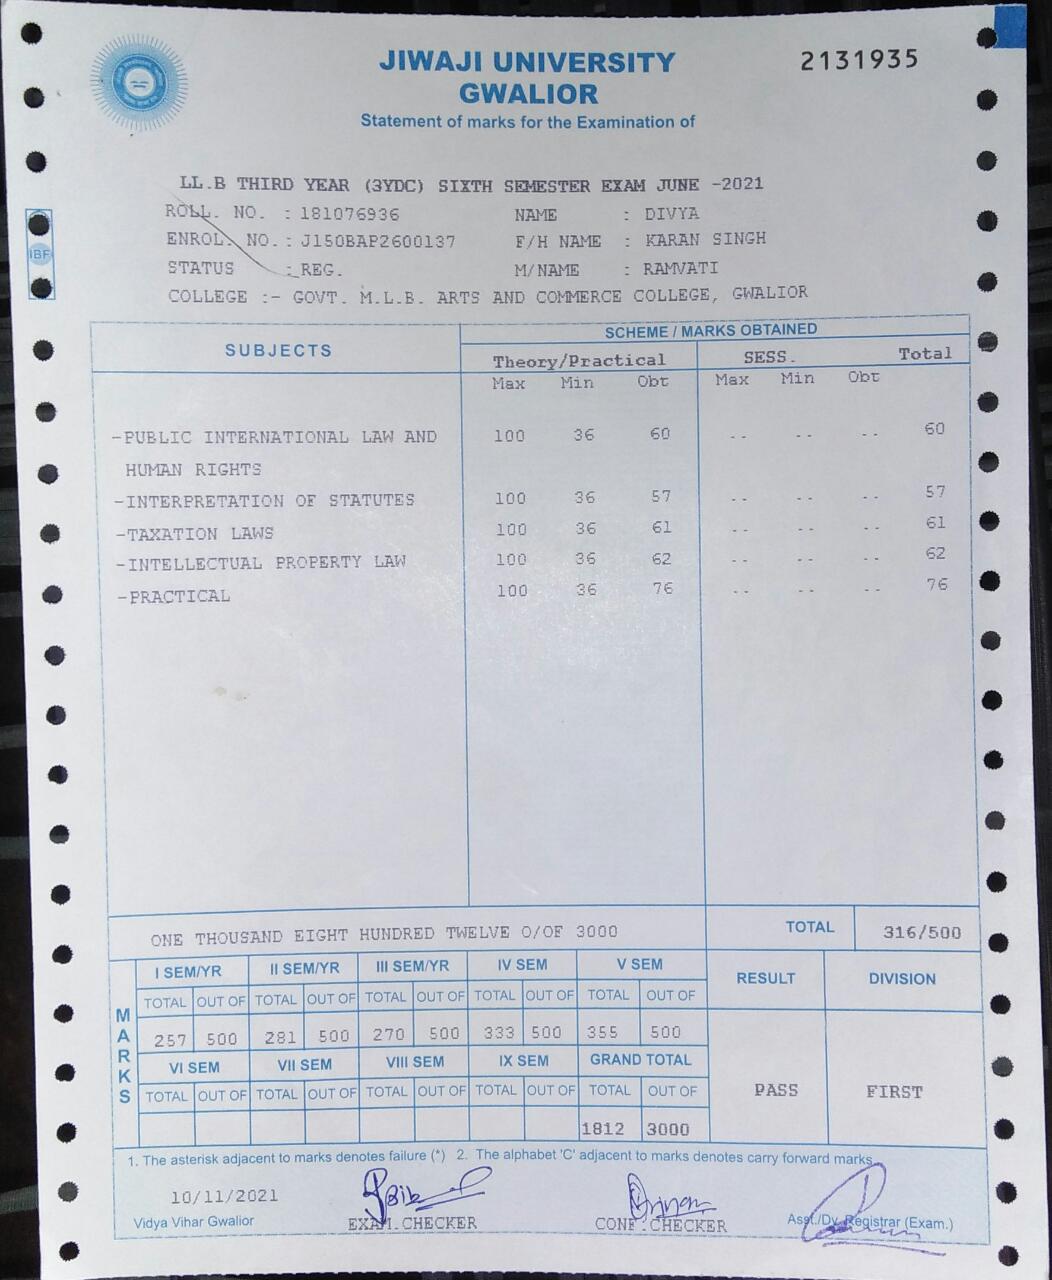 JIWAJI UNIVERSITY 2131935
GWALIOR
Statement of marks for the Examination of
LL.B THIRD YEAR (3YDC) SIXTH SEMESTER EXAM JUNE -2021
ROLL. NO. : 181076936 NAME : DIVYA
ENROL. NO. : J150BAP2600137 F/H NAME : KARAN SINGH
STATUS : REG. M/NAME : RAMVATI
COLLEGE :- GOVT. M.L.B. ARTS AND COMMERCE COLLEGE, GWALIOR
IBF
SUBJECTS SCHEME / MARKS OBTAINED
Theory/Practical SESS. Total
Max Min Obt Max Min Obt
-PUBLIC INTERNATIONAL LAW AND 100 36 60 -- -- -- 60
HUMAN RIGHTS
-INTERPRETATION OF STATUTES 100 36 57 -- -- -- 57
-TAXATION LAWS 100 36 61 -- -- -- 61
-INTELLECTUAL PROPERTY LAW 100 36 62 -- -- -- 62
-PRACTICAL 100 36 76 -- -- -- 76
ONE THOUSAND EIGHT HUNDRED TWELVE O/OF 3000 TOTAL 316/500
MARKS
I SEM/YR II SEM/YR III SEM/YR IV SEM V SEM RESULT DIVISION
TOTAL OUT OF TOTAL OUT OF TOTAL OUT OF TOTAL OUT OF TOTAL OUT OF
257 500 281 500 270 500 333 500 355 500
VI SEM VII SEM VIII SEM IX SEM GRAND TOTAL
TOTAL OUT OF TOTAL OUT OF TOTAL OUT OF TOTAL OUT OF TOTAL OUT OF PASS FIRST
1812 3000
1. The asterisk adjacent to marks denotes failure (*) 2. The alphabet 'C' adjacent to marks denotes carry forward marks
10/11/2021
Vidya Vihar Gwalior EXAM.CHECKER CONF.CHECKER Asst./Dy. Registrar (Exam.)